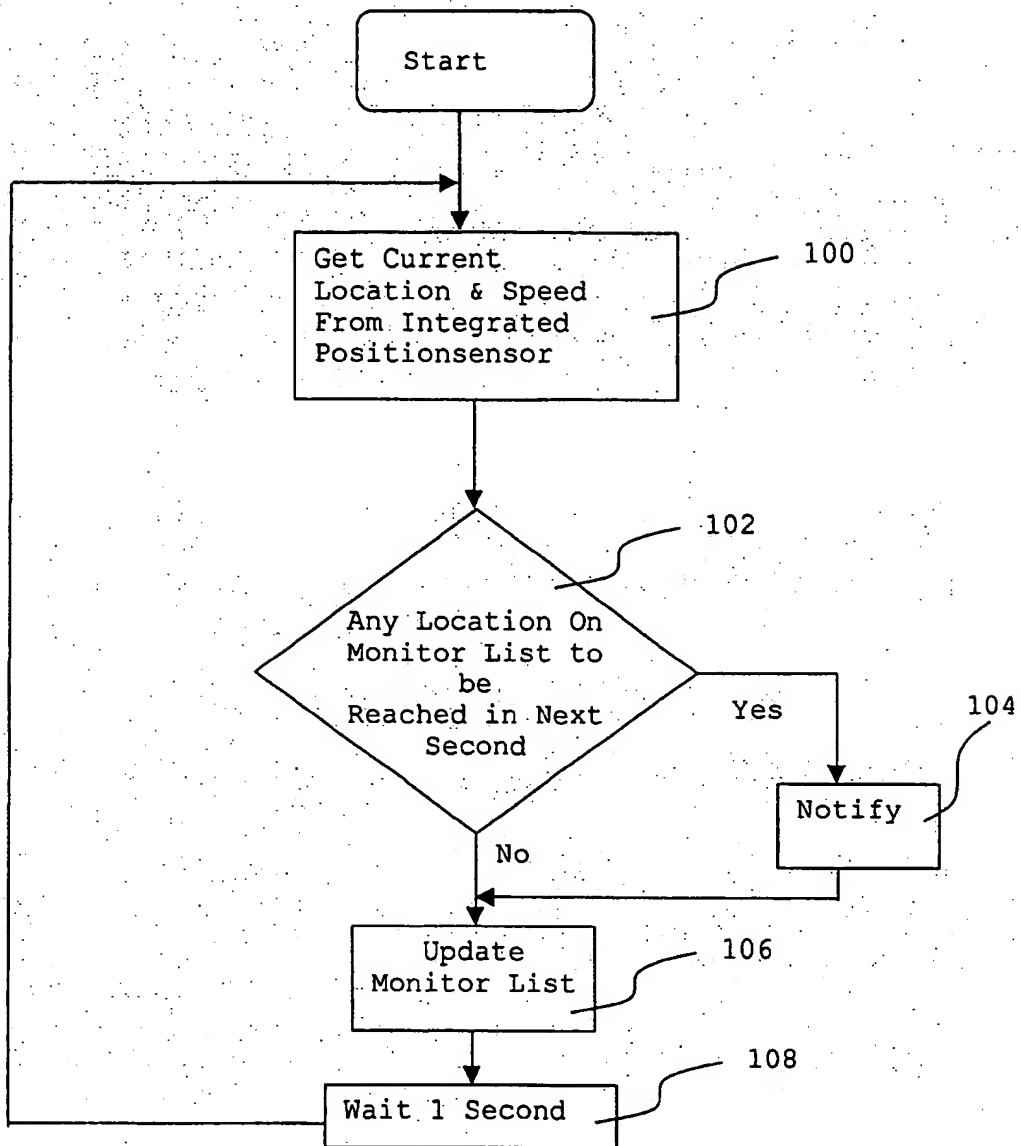 Start
Get Current
Location & Speed
From Integrated
Positionsensor
100
102
Any Location On
Monitor List to
be
Reached in Next
Second
Yes
104
Notify
No
Update
Monitor List
106
108
Wait 1 Second